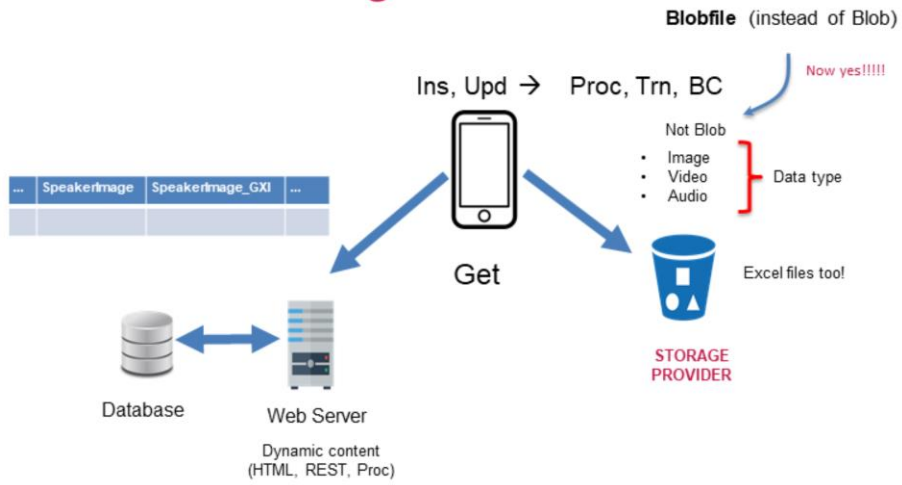 Blobfile (instead of Blob)
Now yes!!!!!
Ins, Upd → Proc, Trn, BC
Not Blob
• Image
• Video
• Audio
Data type
... SpeakerImage SpeakerImage_GXI ...
Get
Excel files too!
STORAGE
PROVIDER
Database
Web Server
Dynamic content
(HTML, REST, Proc)